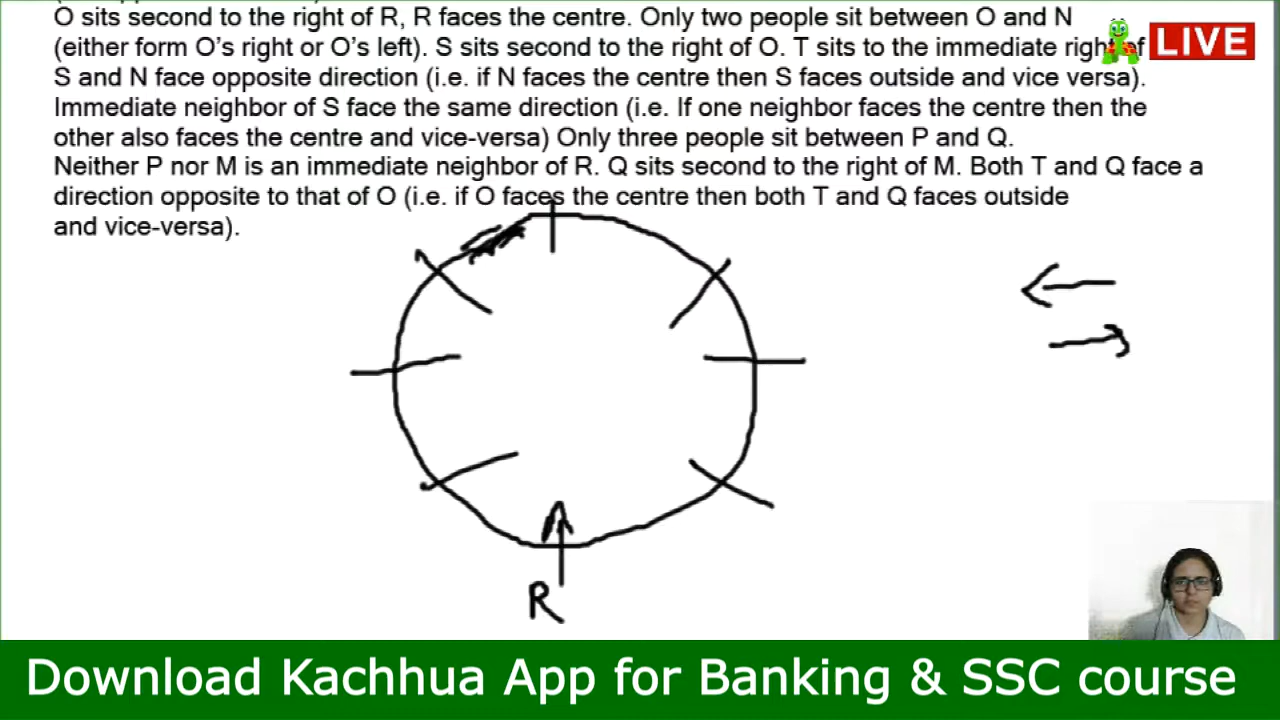 O sits second to the right of R, R faces the centre. Only two people sit between O and N
(either form O's right or O's left). S sits second to the right of O. T sits to the immediate right of
LIVE
S and N face opposite direction (i.e. if N faces the centre then S faces outside and vice versa).
Immediate neighbor of S face the same direction (i.e. If one neighbor faces the centre then the
other also faces the centre and vice-versa) Only three people sit between P and Q.
Neither P nor M is an immediate neighbor of R. Q sits second to the right of M. Both T and Q face a
direction opposite to that of O (i.e. if O faces the centre then both T and Q faces outside
and vice-versa).
R
Download Kachhua App for Banking & SSC course